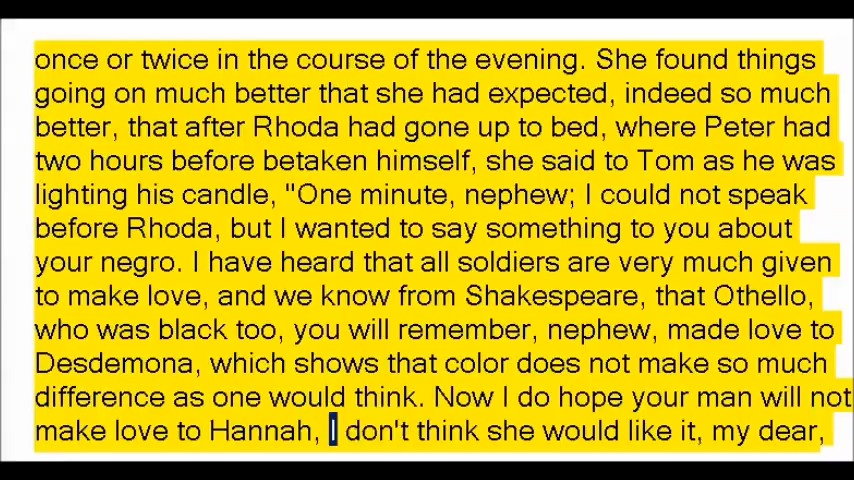 once or twice in the course of the evening. She found things
going on much better that she had expected, indeed so much
better, that after Rhoda had gone up to bed, where Peter had
two hours before betaken himself, she said to Tom as he was
lighting his candle, "One minute, nephew; I could not speak
before Rhoda, but I wanted to say something to you about
your negro. I have heard that all soldiers are very much given
to make love, and we know from Shakespeare, that Othello,
who was black too, you will remember, nephew, made love to
Desdemona, which shows that color does not make so much
difference as one would think. Now I do hope your man will not
make love to Hannah, I don't think she would like it, my dear,